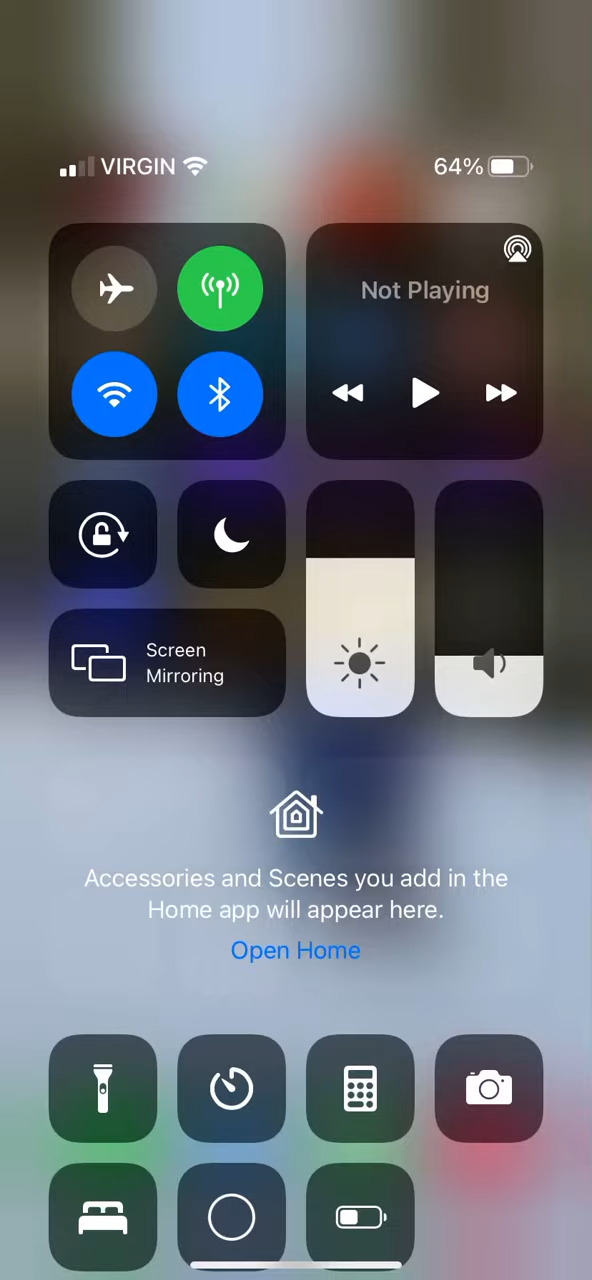 VIRGIN 64%
Not Playing
Screen
Mirroring
Accessories and Scenes you add in the
Home app will appear here.
Open Home